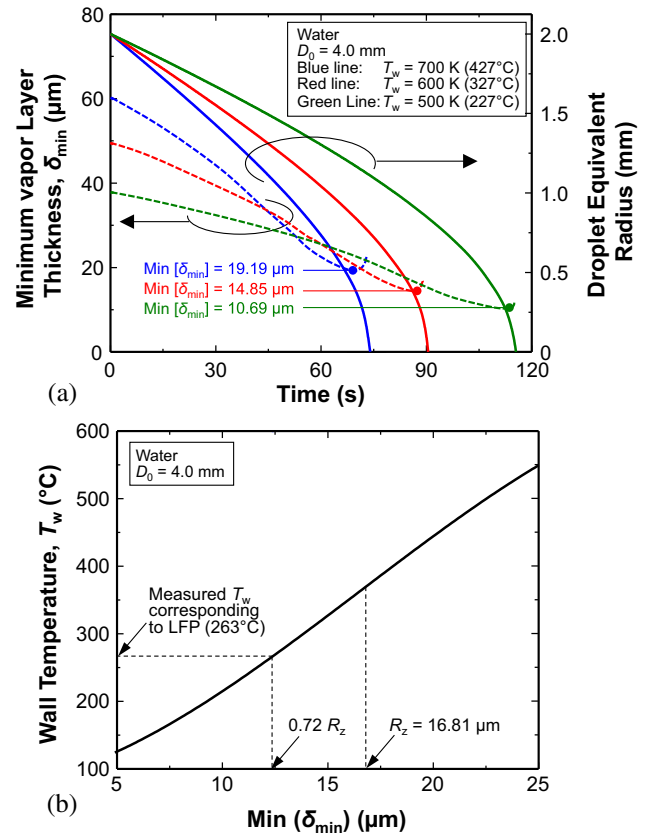 80
60
40
20
0
Minimum vapor Layer
Thickness, δmin (μm)
Water
D0 = 4.0 mm
Blue line: Tw = 700 K (427°C)
Red line: Tw = 600 K (327°C)
Green Line: Tw = 500 K (227°C)
Min [δmin] = 19.19 μm
Min [δmin] = 14.85 μm
Min [δmin] = 10.69 μm
2.0
1.5
1.0
0.5
0
Droplet Equivalent
Radius (mm)
0 30 60 90 120
Time (s)
(a)
600
500
400
300
200
100
Wall Temperature, Tw (°C)
Water
D0 = 4.0 mm
Measured Tw
corresponding
to LFP (263°C)
0.72 Rz
Rz = 16.81 μm
5 10 15 20 25
Min (δmin) (μm)
(b)